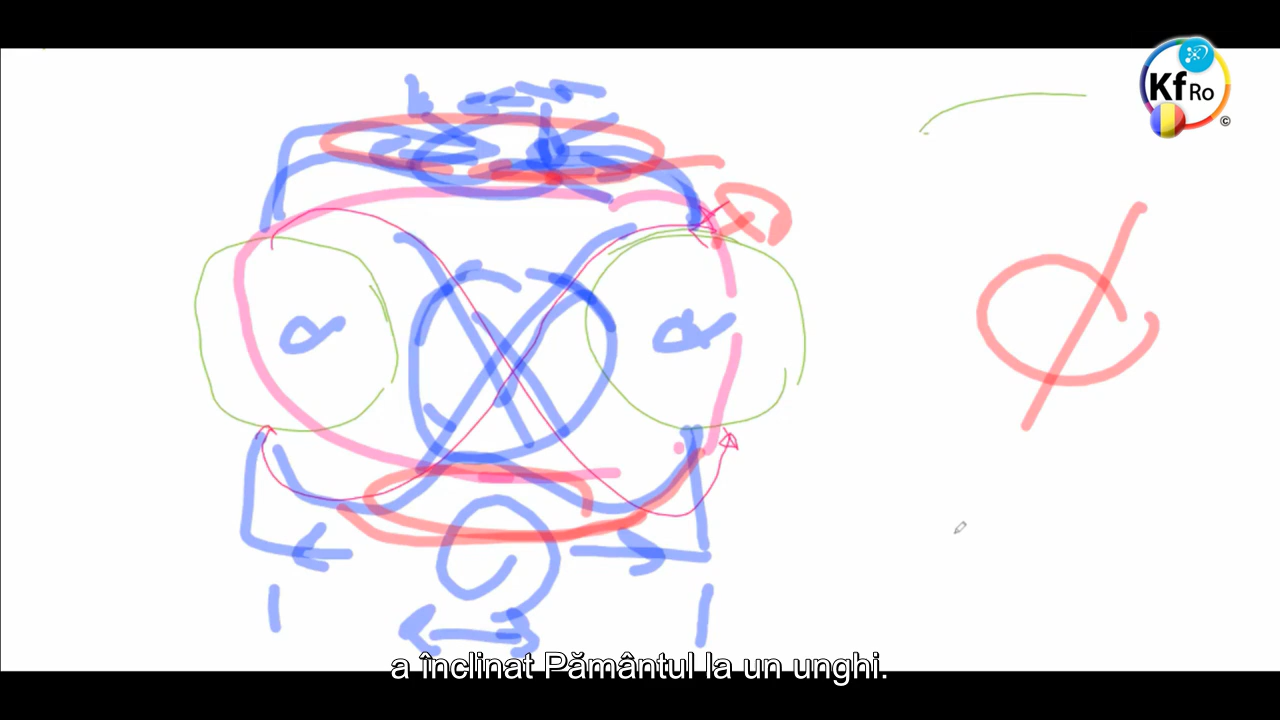 Kf Ro
©
α α
a înclinat Pământul la un unghi.